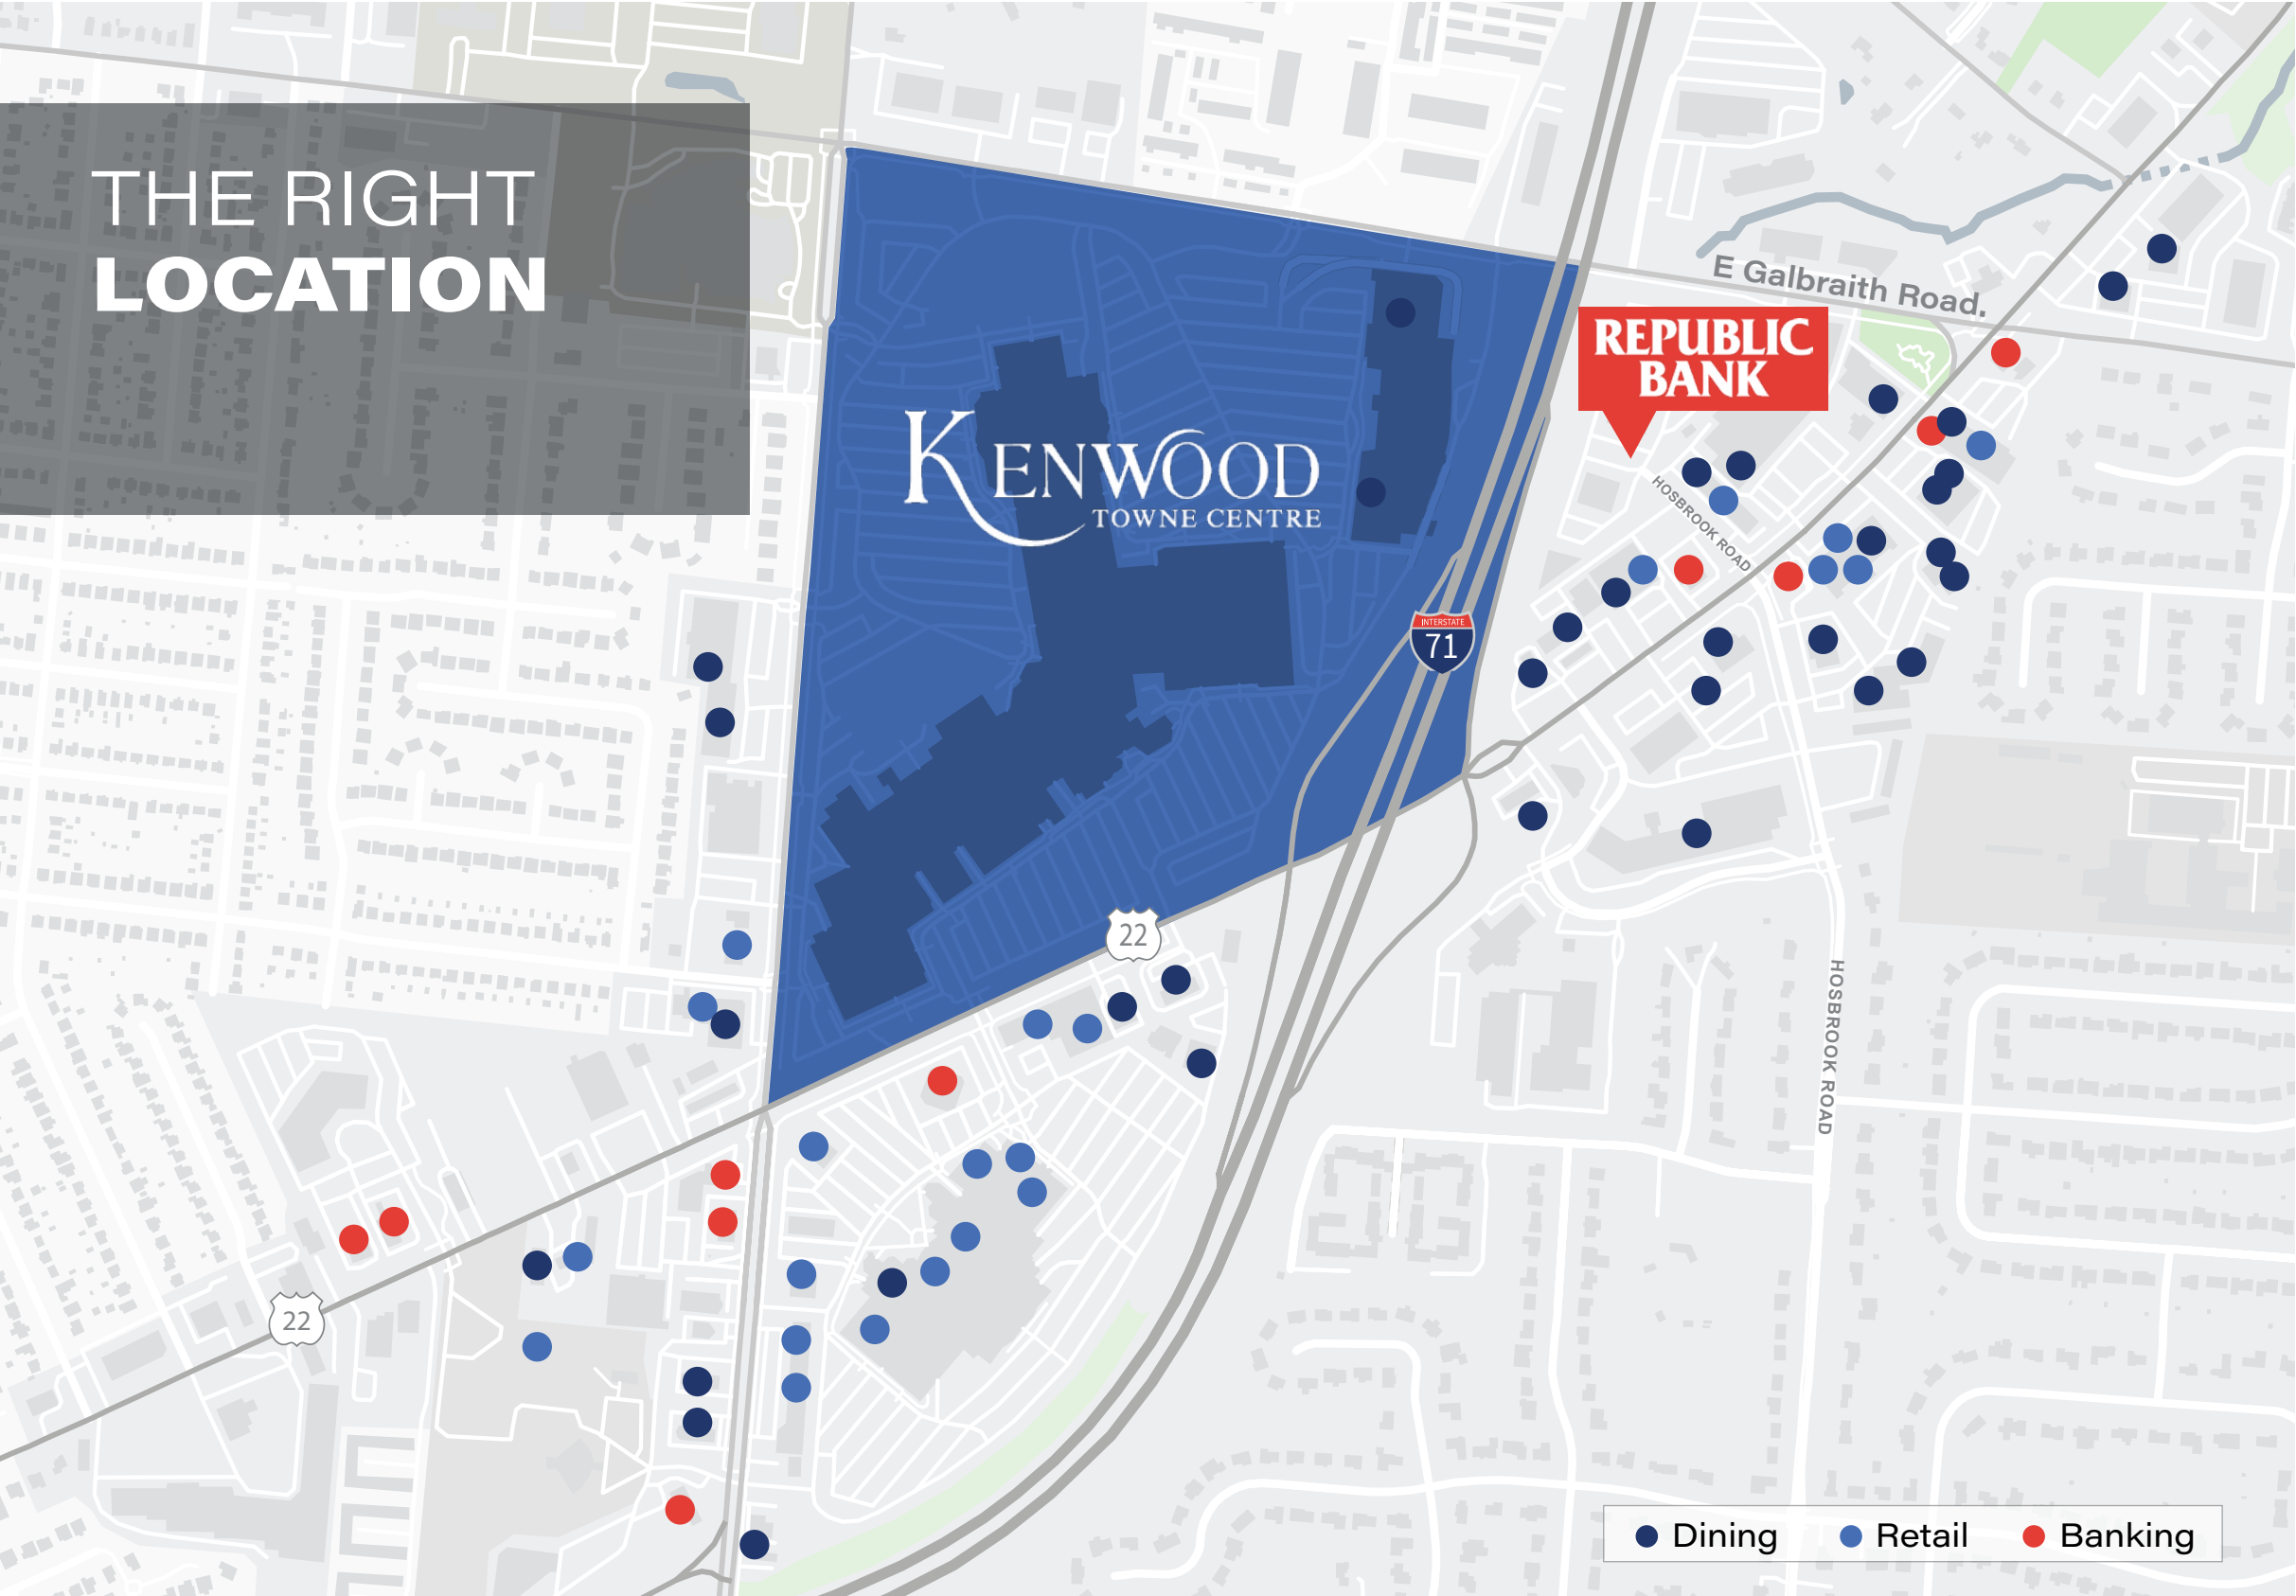 THE RIGHT
LOCATION
E Galbraith Road.
REPUBLIC
BANK
KENWOOD
TOWNE CENTRE
HOSBROOK ROAD
INTERSTATE
71
22
HOSBROOK ROAD
22
Dining
Retail
Banking